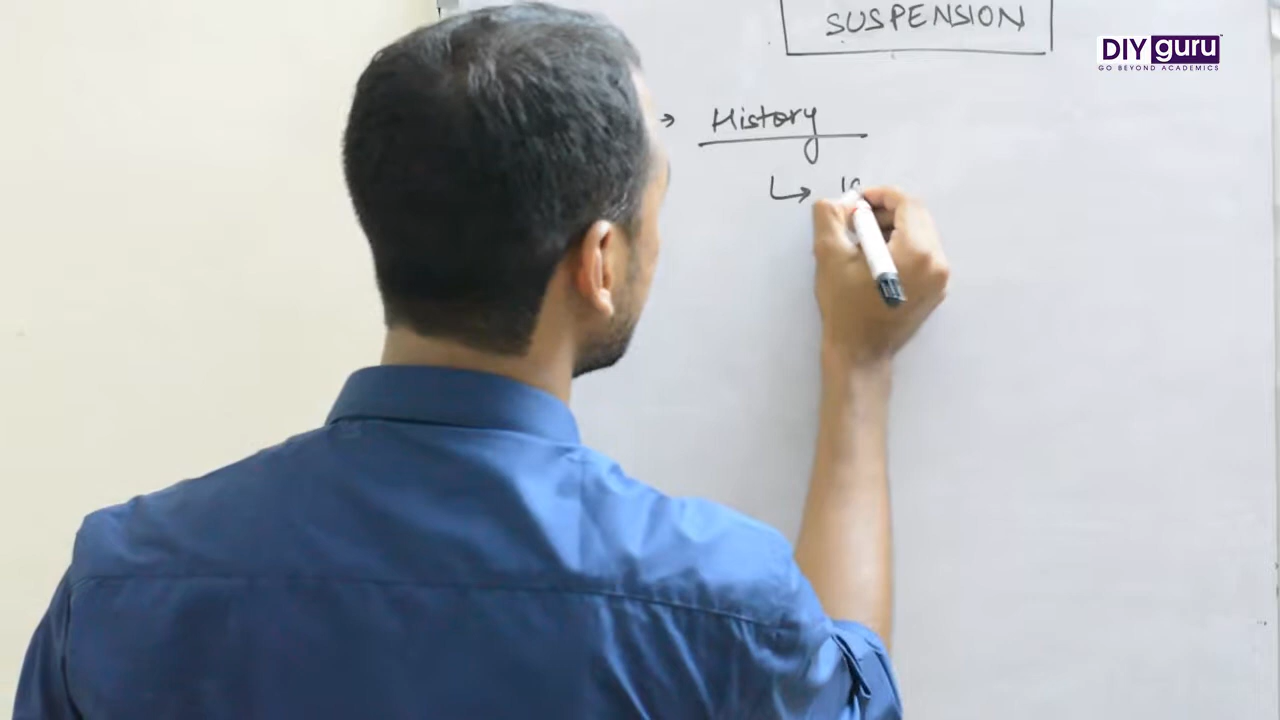 SUSPENSION
DIY guru
GO BEYOND ACADEMICS
→ History
↳